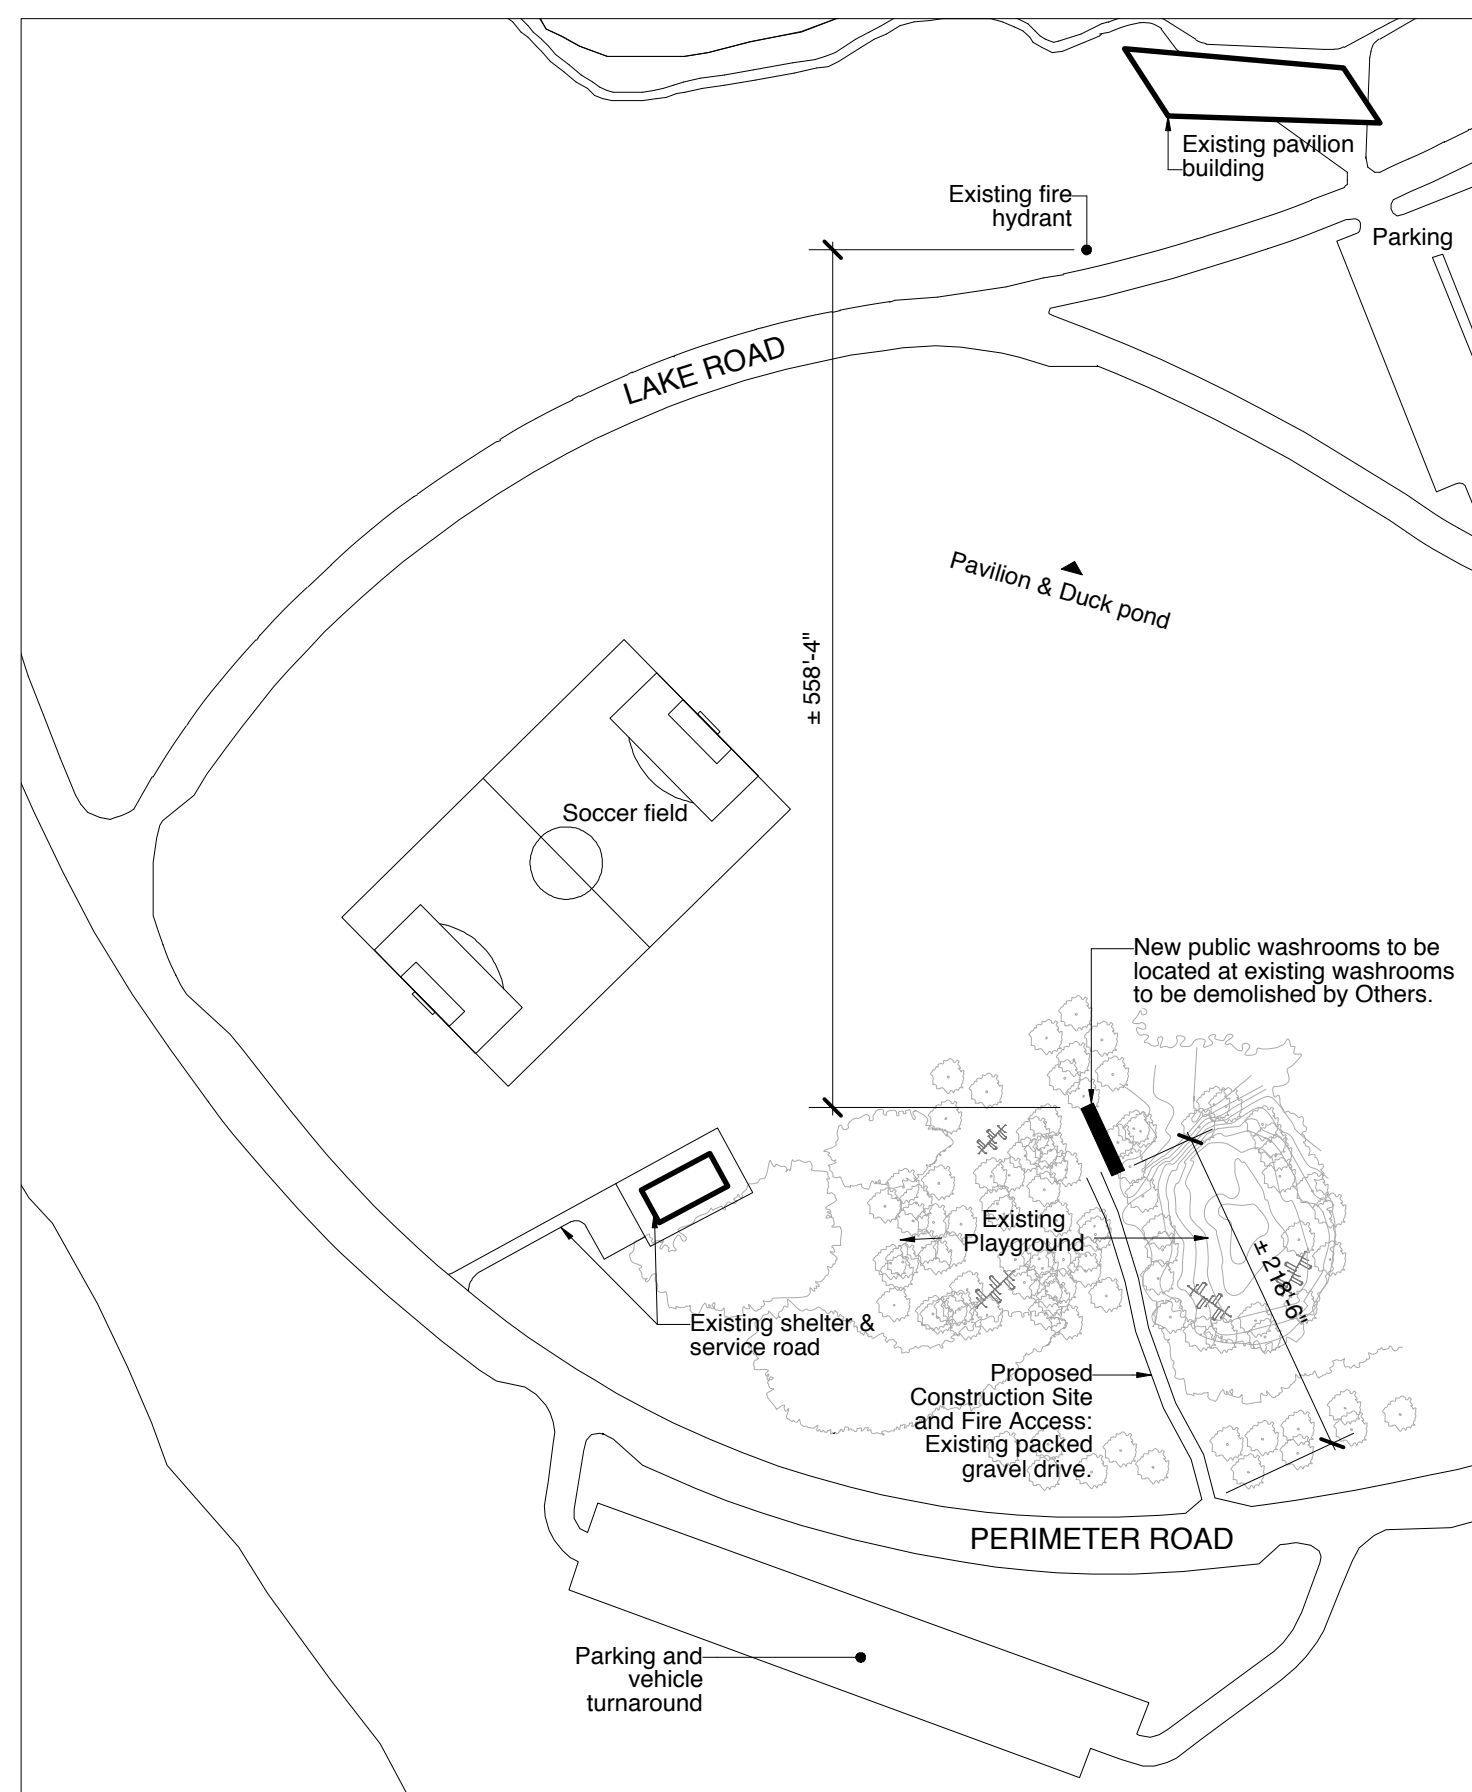 Existing pavilion
building
Existing fire
hydrant
Parking
LAKE ROAD
Pavilion & Duck pond
± 558'-4"
Soccer field
New public washrooms to be
located at existing washrooms
to be demolished by Others.
Existing
Playground
± 218'-6"
Existing shelter &
service road
Proposed
Construction Site
and Fire Access:
Existing packed
gravel drive.
PERIMETER ROAD
Parking and
vehicle
turnaround